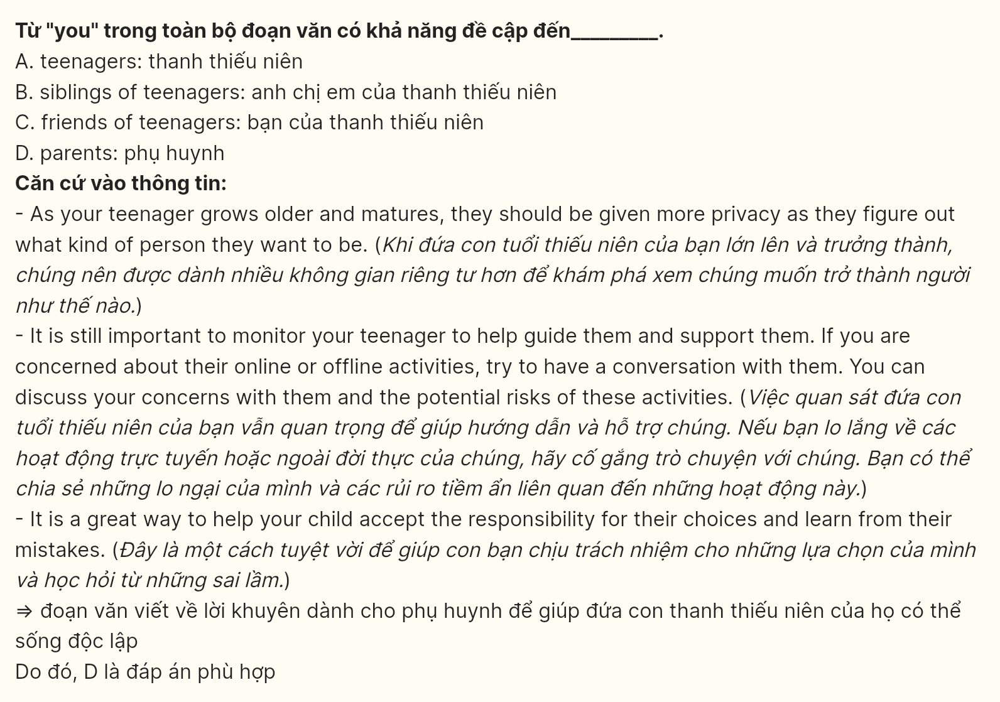 Từ "you" trong toàn bộ đoạn văn có khả năng đề cập đến_________.
A. teenagers: thanh thiếu niên
B. siblings of teenagers: anh chị em của thanh thiếu niên
C. friends of teenagers: bạn của thanh thiếu niên
D. parents: phụ huynh
Căn cứ vào thông tin:
- As your teenager grows older and matures, they should be given more privacy as they figure out
what kind of person they want to be. (Khi đứa con tuổi thiếu niên của bạn lớn lên và trưởng thành,
chúng nên được dành nhiều không gian riêng tư hơn để khám phá xem chúng muốn trở thành người
như thế nào.)
- It is still important to monitor your teenager to help guide them and support them. If you are
concerned about their online or offline activities, try to have a conversation with them. You can
discuss your concerns with them and the potential risks of these activities. (Việc quan sát đứa con
tuổi thiếu niên của bạn vẫn quan trọng để giúp hướng dẫn và hỗ trợ chúng. Nếu bạn lo lắng về các
hoạt động trực tuyến hoặc ngoài đời thực của chúng, hãy cố gắng trò chuyện với chúng. Bạn có thể
chia sẻ những lo ngại của mình và các rủi ro tiềm ẩn liên quan đến những hoạt động này.)
- It is a great way to help your child accept the responsibility for their choices and learn from their
mistakes. (Đây là một cách tuyệt vời để giúp con bạn chịu trách nhiệm cho những lựa chọn của mình
và học hỏi từ những sai lầm.)
⇒ đoạn văn viết về lời khuyên dành cho phụ huynh để giúp đứa con thanh thiếu niên của họ có thể
sống độc lập
Do đó, D là đáp án phù hợp